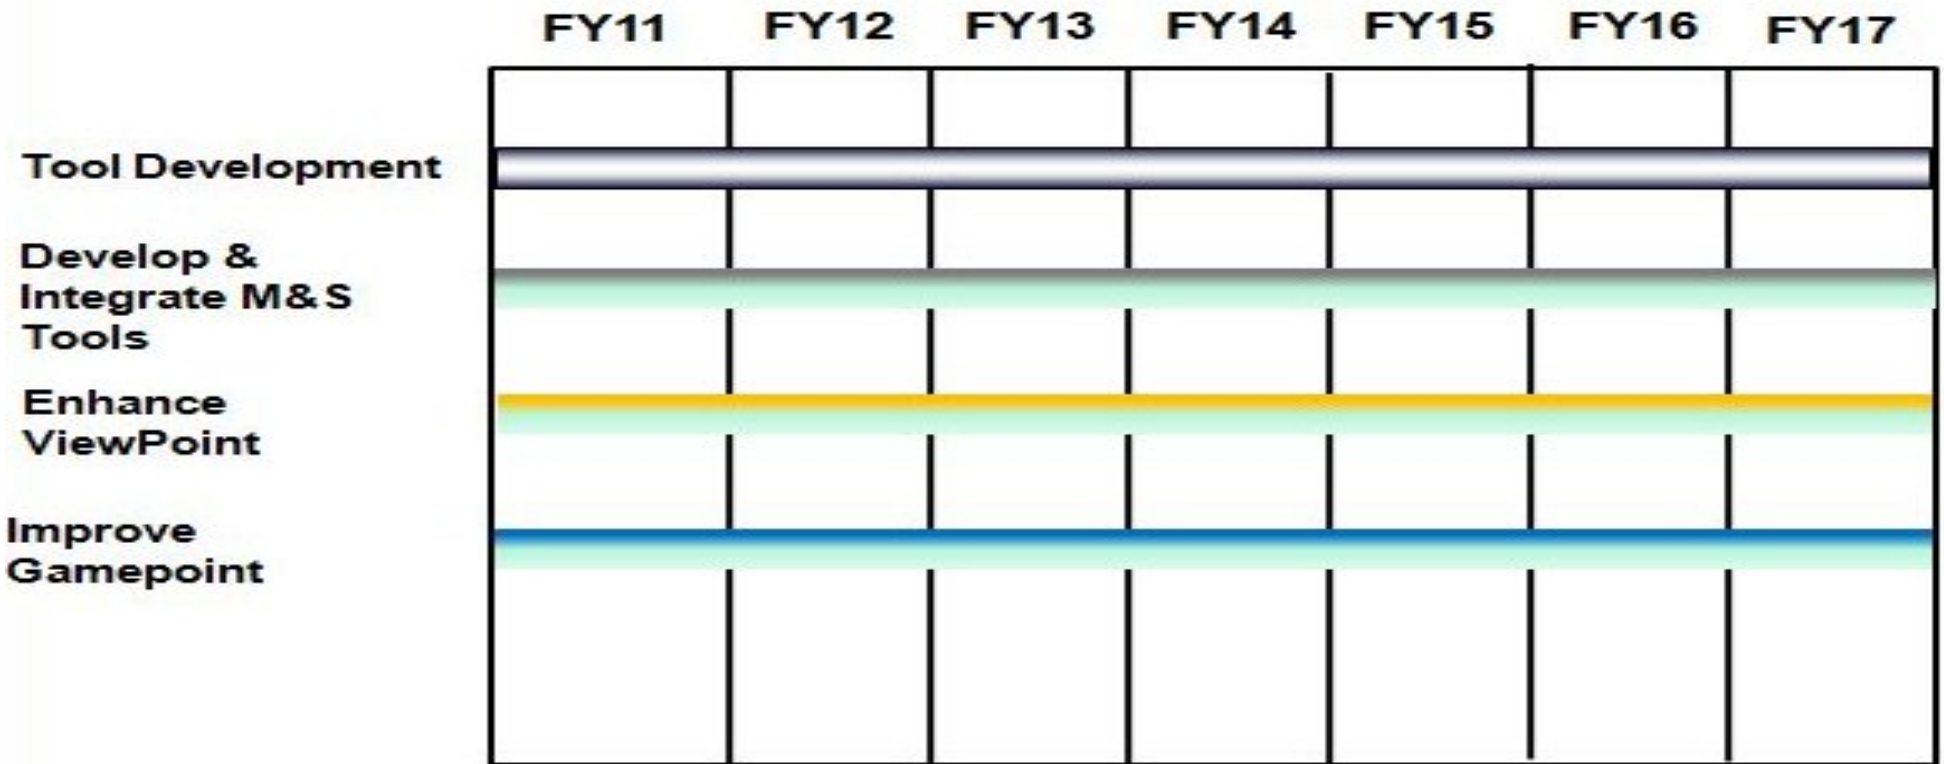 FY11 FY12 FY13 FY14 FY15 FY16 FY17
Tool Development
Develop &
Integrate M&S
Tools
Enhance
ViewPoint
Improve
Gamepoint